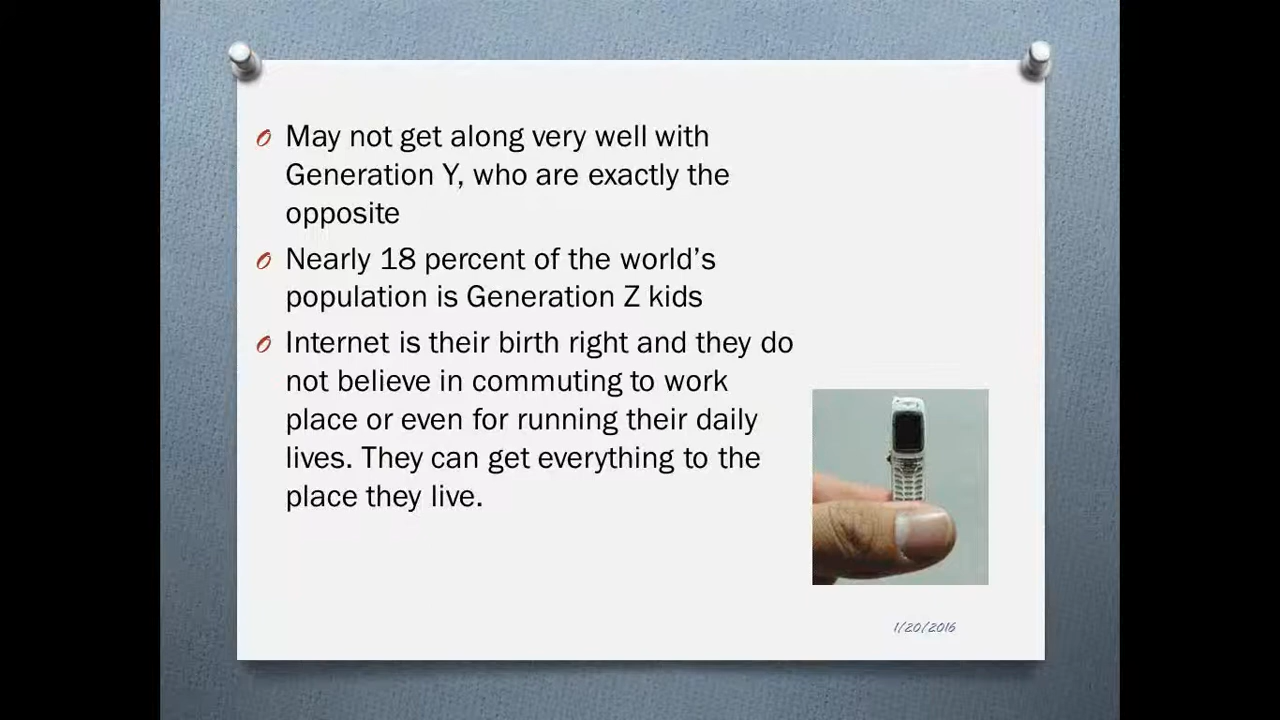 May not get along very well with
Generation Y, who are exactly the
opposite
Nearly 18 percent of the world’s
population is Generation Z kids
Internet is their birth right and they do
not believe in commuting to work
place or even for running their daily
lives. They can get everything to the
place they live.
1/20/2016